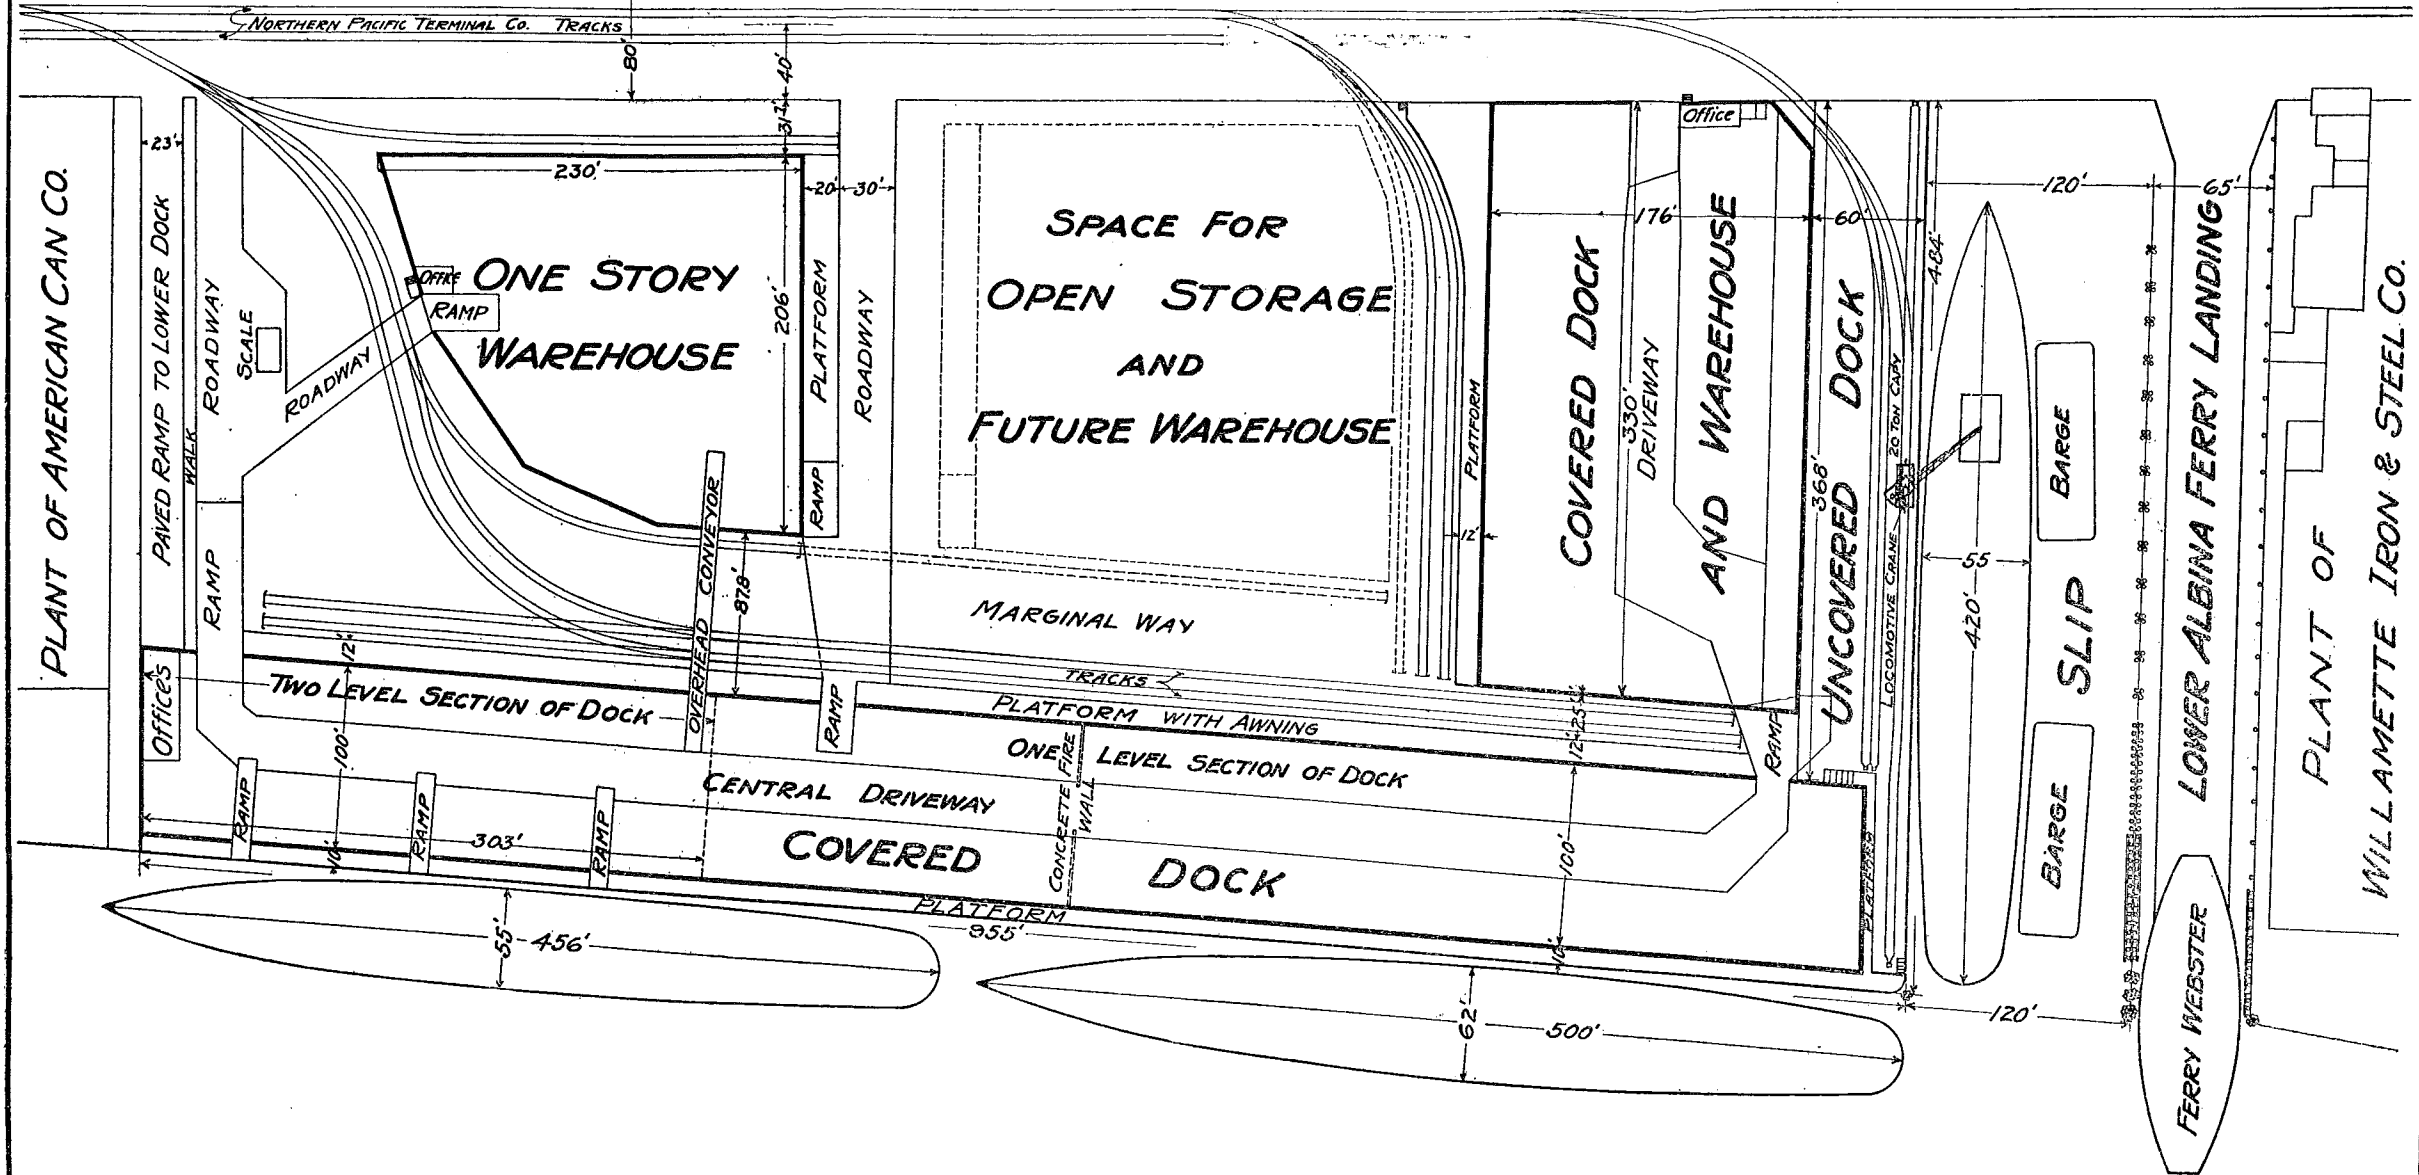 NORTHERN PACIFIC TERMINAL CO. TRACKS
80'
40'
31.7'
PLANT OF AMERICAN CAN CO.
23'
PAVED RAMP TO LOWER DOCK
WALK
ROADWAY
SCALE
ROADWAY
RAMP
230'
OFFICE
RAMP
ONE STORY
WAREHOUSE
206'
20'
30'
PLATFORM
RAMP
ROADWAY
SPACE FOR
OPEN STORAGE
AND
FUTURE WAREHOUSE
PLATFORM
12'
Office
176'
COVERED DOCK
330'
DRIVEWAY
AND WAREHOUSE
60'
368'
UNCOVERED DOCK
484'
LOCOMOTIVE CRANE 20 TON CAP'Y
120'
65'
55
420'
BARGE
SLIP
BARGE
LOWER ALBINA FERRY LANDING
PLANT OF
WILLAMETTE IRON & STEEL CO.
OVERHEAD CONVEYOR
87.8'
MARGINAL WAY
TRACKS
Offices
12'
TWO LEVEL SECTION OF DOCK
RAMP
PLATFORM WITH AWNING
12'
25'
RAMP
ONE LEVEL SECTION OF DOCK
CONCRETE FIRE
WALL
100'
CENTRAL DRIVEWAY
RAMP
RAMP
RAMP
303'
10'
COVERED DOCK
100'
PLATFORM
PLATFORM
955'
10'
55'
456'
62'
500'
120'
FERRY WEBSTER